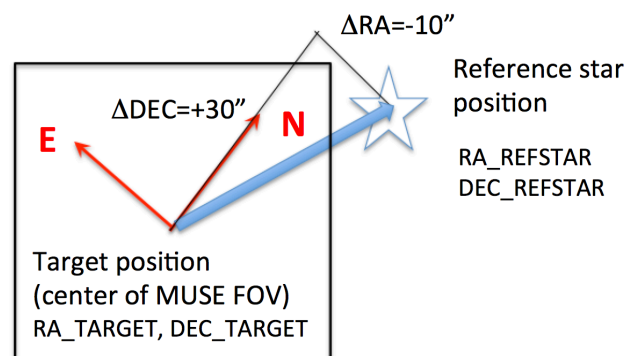 ΔRA=-10”
Reference star
position
ΔDEC=+30”
N
E
RA_REFSTAR
DEC_REFSTAR
Target position
(center of MUSE FOV)
RA_TARGET, DEC_TARGET